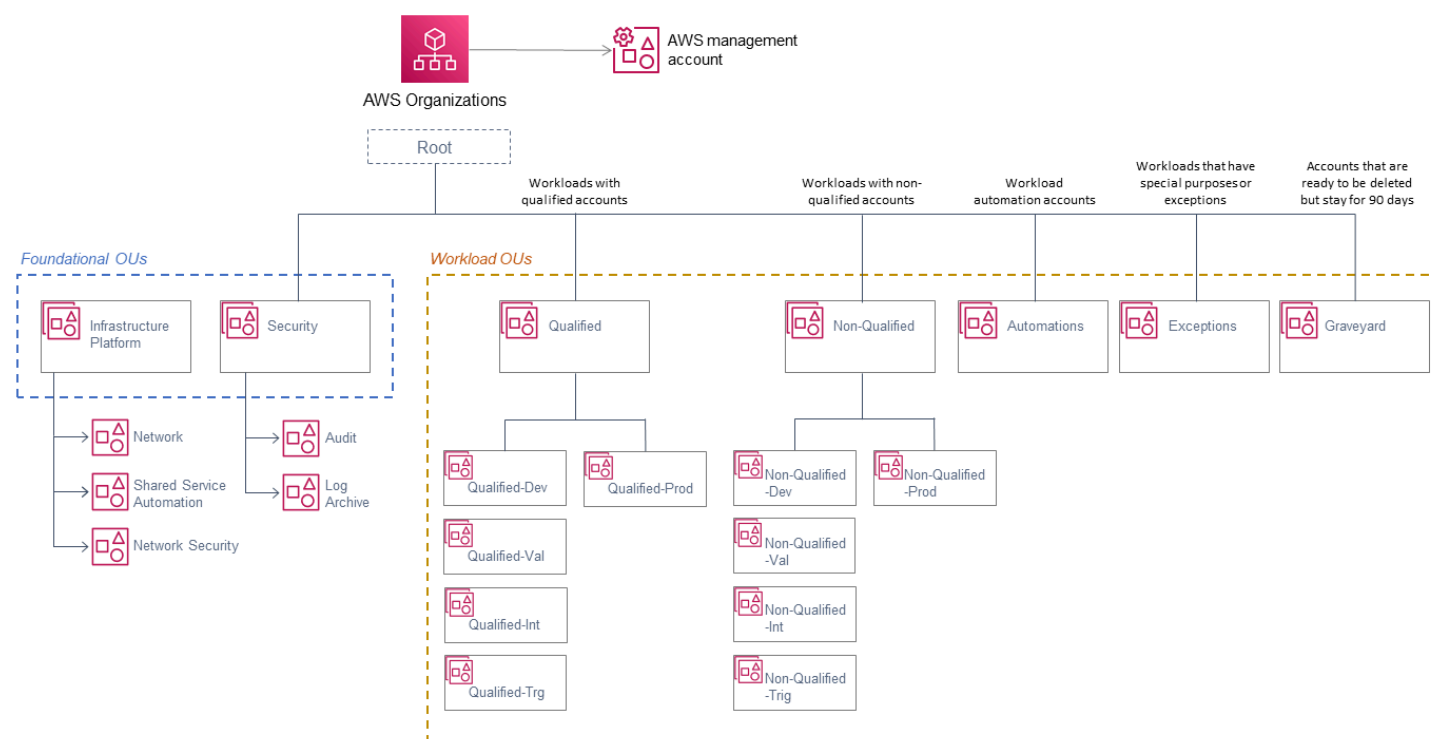 AWS management
account
AWS Organizations
Root
Workloads with
qualified accounts
Workloads with non-
qualified accounts
Workload
automation accounts
Workloads that have
special purposes or
exceptions
Accounts that are
ready to be deleted
but stay for 90 days
Foundational OUs
Workload OUs
Infrastructure
Platform
Security
Qualified
Non-Qualified
Automations
Exceptions
Graveyard
Network
Shared Service
Automation
Network Security
Audit
Log
Archive
Qualified-Dev
Qualified-Prod
Qualified-Val
Qualified-Int
Qualified-Trg
Non-Qualified
-Dev
Non-Qualified
-Prod
Non-Qualified
-Val
Non-Qualified
-Int
Non-Qualified
-Trig